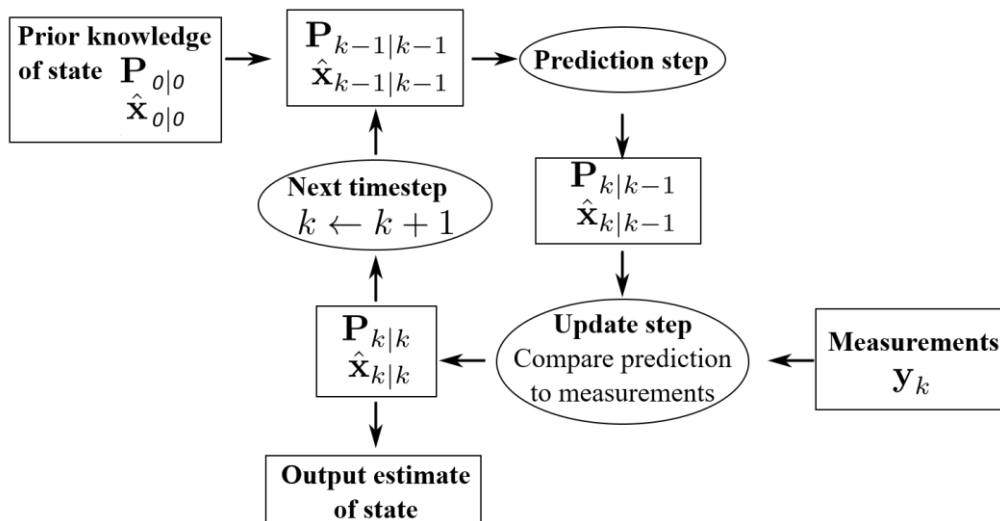 Prior knowledge
of state P₀|₀
x̂₀|₀
Pₖ₋₁|ₖ₋₁
x̂ₖ₋₁|ₖ₋₁
Prediction step
Pₖ|ₖ₋₁
x̂ₖ|ₖ₋₁
Next timestep
k ← k + 1
Pₖ|ₖ
x̂ₖ|ₖ
Update step
Compare prediction
to measurements
Measurements
yₖ
Output estimate
of state